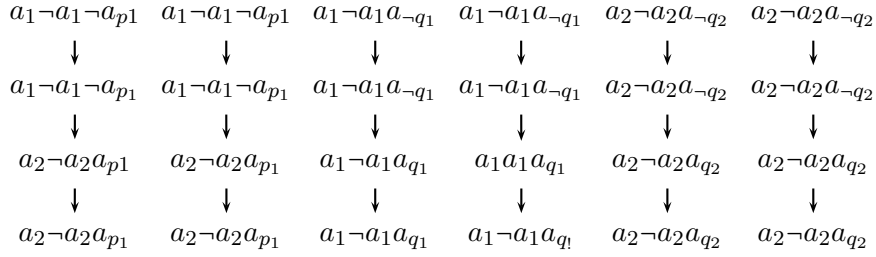 a₁¬a₁¬a_{p1} a₁¬a₁¬a_{p1} a₁¬a₁a_{¬q₁} a₁¬a₁a_{¬q₁} a₂¬a₂a_{¬q₂} a₂¬a₂a_{¬q₂}
↓ ↓ ↓ ↓ ↓ ↓
a₁¬a₁¬a_{p₁} a₁¬a₁¬a_{p₁} a₁¬a₁a_{¬q₁} a₁¬a₁a_{¬q₁} a₂¬a₂a_{¬q₂} a₂¬a₂a_{¬q₂}
↓ ↓ ↓ ↓ ↓ ↓
a₂¬a₂a_{p}1 a₂¬a₂a_{p₁} a₁¬a₁a_{q₁} a₁a₁a_{q₁} a₂¬a₂a_{q₂} a₂¬a₂a_{q₂}
↓ ↓ ↓ ↓ ↓ ↓
a₂¬a₂a_{p₁} a₂¬a₂a_{p₁} a₁¬a₁a_{q₁} a₁¬a₁a_{q_!} a₂¬a₂a_{q₂} a₂¬a₂a_{q₂}